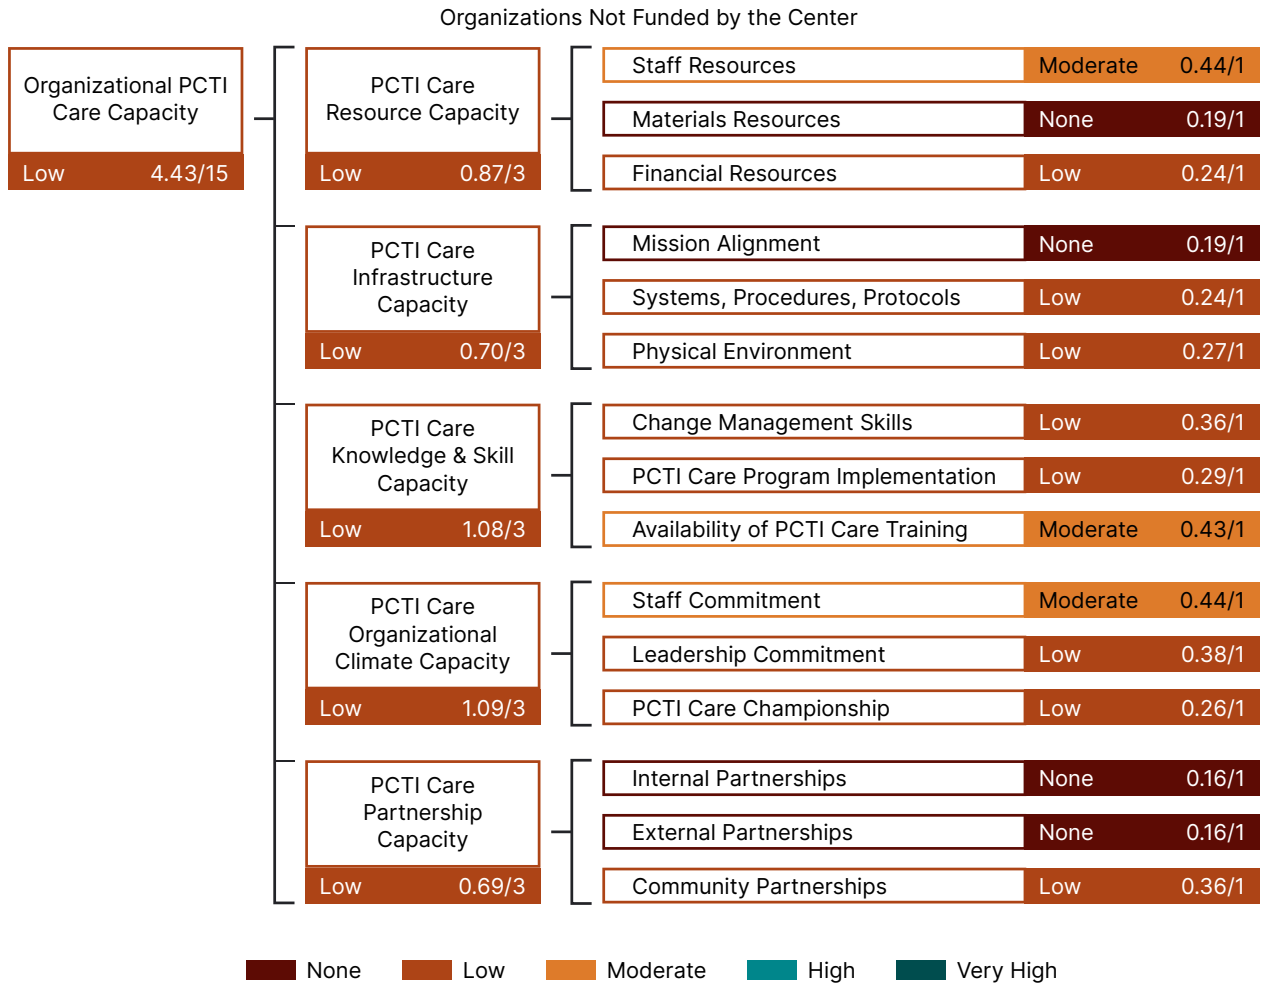 Organizations Not Funded by the Center
Organizational PCTI
Care Capacity
Low 4.43/15
PCTI Care
Resource Capacity
Low 0.87/3
Staff Resources Moderate 0.44/1
Materials Resources None 0.19/1
Financial Resources Low 0.24/1
PCTI Care
Infrastructure
Capacity
Low 0.70/3
Mission Alignment None 0.19/1
Systems, Procedures, Protocols Low 0.24/1
Physical Environment Low 0.27/1
PCTI Care
Knowledge & Skill
Capacity
Low 1.08/3
Change Management Skills Low 0.36/1
PCTI Care Program Implementation Low 0.29/1
Availability of PCTI Care Training Moderate 0.43/1
PCTI Care
Organizational
Climate Capacity
Low 1.09/3
Staff Commitment Moderate 0.44/1
Leadership Commitment Low 0.38/1
PCTI Care Championship Low 0.26/1
PCTI Care
Partnership
Capacity
Low 0.69/3
Internal Partnerships None 0.16/1
External Partnerships None 0.16/1
Community Partnerships Low 0.36/1
None Low Moderate High Very High